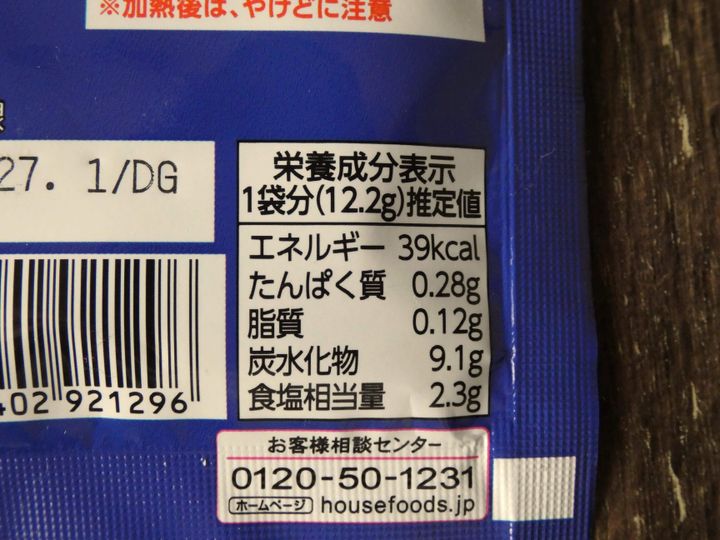 ※加熱後は、やけどに注意
27. 1/DG
栄養成分表示
1袋分(12.2g)推定値
エネルギー 39kcal
たんぱく質 0.28g
脂質 0.12g
炭水化物 9.1g
食塩相当量 2.3g
402 921296
お客様相談センター
0120-50-1231
ホームページ housefoods.jp